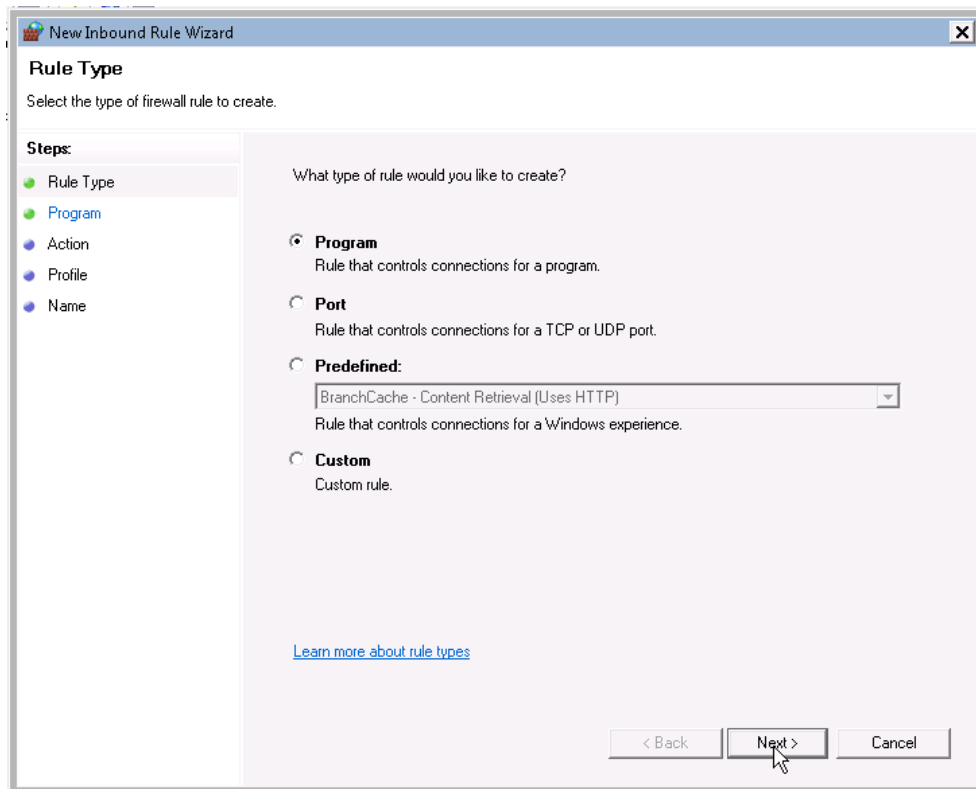 New Inbound Rule Wizard
Rule Type
Select the type of firewall rule to create.
Steps:
Rule Type
Program
Action
Profile
Name
What type of rule would you like to create?
Program
Rule that controls connections for a program.
Port
Rule that controls connections for a TCP or UDP port.
Predefined:
BranchCache - Content Retrieval (Uses HTTP)
Rule that controls connections for a Windows experience.
Custom
Custom rule.
Learn more about rule types
< Back
Next >
Cancel